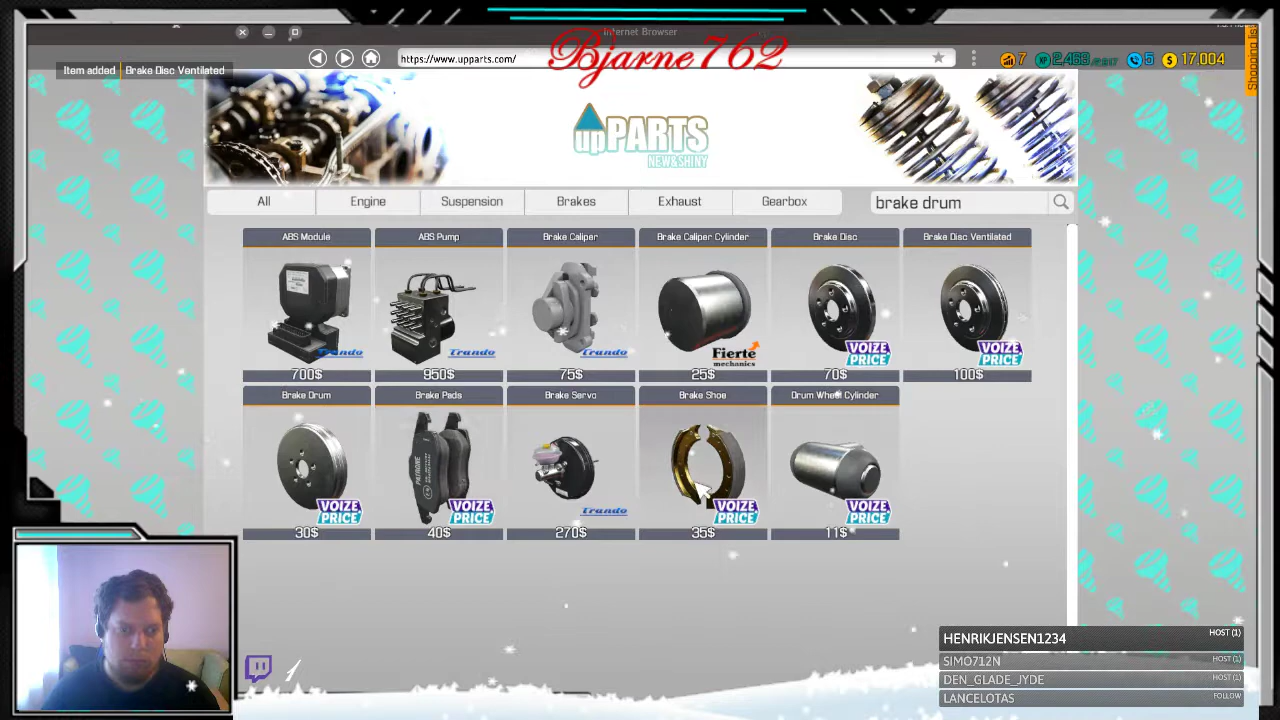 Internet Browser
https://www.upparts.com/
Bjarne762
7
5
17.004
Item added
Brake Disc Ventilated
upPARTS
NEW&SHINY
All
Engine
Suspension
Brakes
Exhaust
Gearbox
brake drum
ABS Module
ABS Pump
Brake Caliper
Brake Caliper Cylinder
Brake Disc
Brake Disc Ventilated
Trando
Trando
Trando
Fierte
mechanics
VOIZE
PRICE
VOIZE
PRICE
700$
950$
75$
25$
70$
100$
Brake Drum
Brake Pads
Brake Servo
Brake Shoe
Drum Wheel Cylinder
VOIZE
PRICE
VOIZE
PRICE
Trando
VOIZE
PRICE
VOIZE
PRICE
30$
40$
270$
35$
11$
HENRIKJENSEN1234
HOST (1)
SIMO712N
HOST (1)
DEN_GLADE_JYDE
HOST (1)
LANCELOTAS
FOLLOW